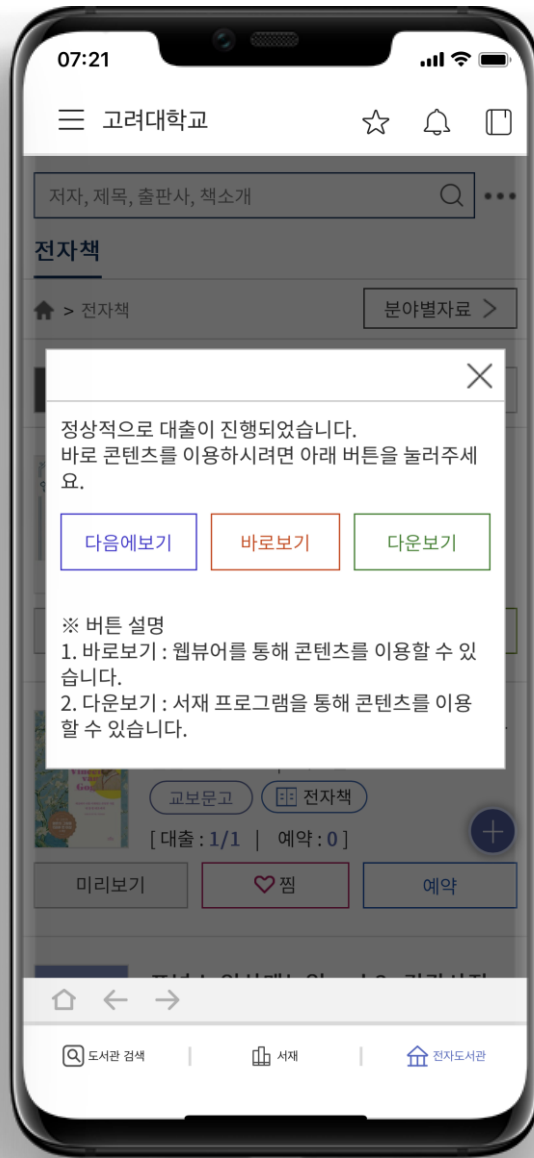 07:21
고려대학교
저자, 제목, 출판사, 책소개
전자책
> 전자책
분야별자료 >
정상적으로 대출이 진행되었습니다.
바로 콘텐츠를 이용하시려면 아래 버튼을 눌러주세
요.
다음에보기 바로보기 다운보기
※ 버튼 설명
1. 바로보기 : 웹뷰어를 통해 콘텐츠를 이용할 수 있
습니다.
2. 다운보기 : 서재 프로그램을 통해 콘텐츠를 이용
할 수 있습니다.
Vincent
van
Gogh
교보문고 전자책
[ 대출 : 1/1 | 예약 : 0 ]
미리보기 찜 예약
도서관 검색 | 서재 | 전자도서관